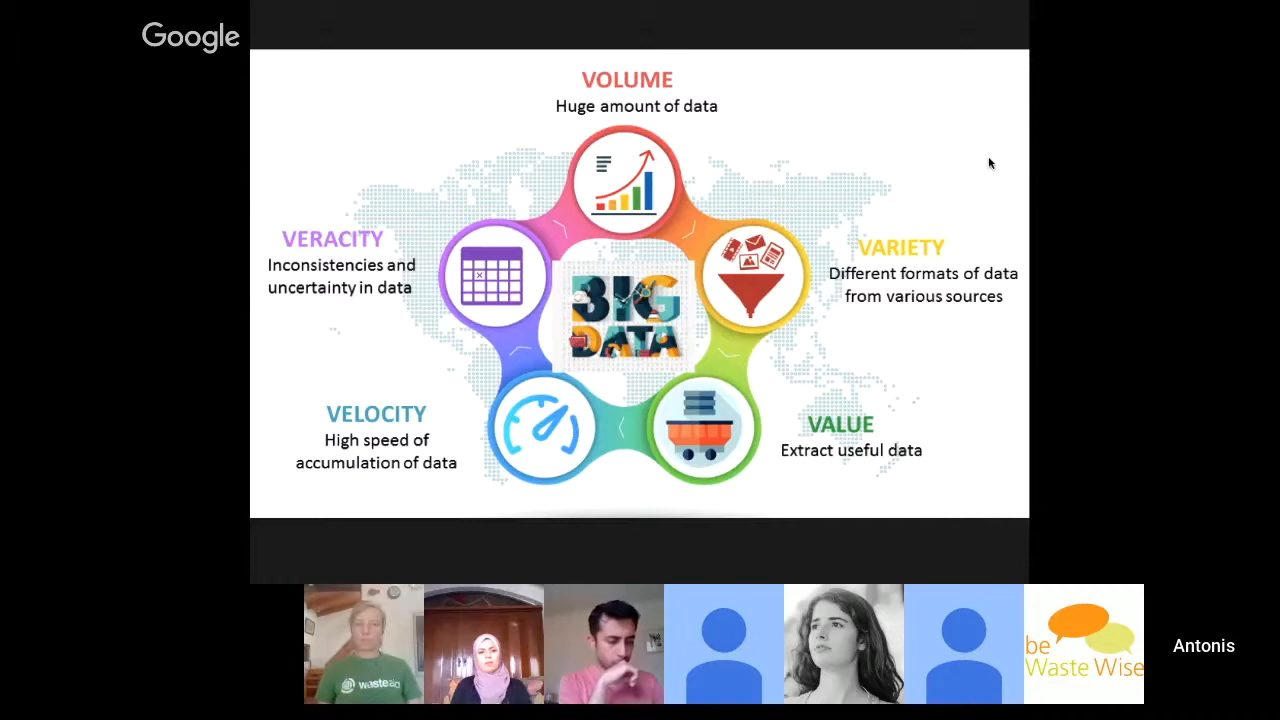 Google
VOLUME
Huge amount of data
VERACITY
Inconsistencies and
uncertainty in data
VARIETY
Different formats of data
from various sources
BIG
DATA
VELOCITY
High speed of
accumulation of data
VALUE
Extract useful data
wasteaid
be
Waste Wise
Antonis